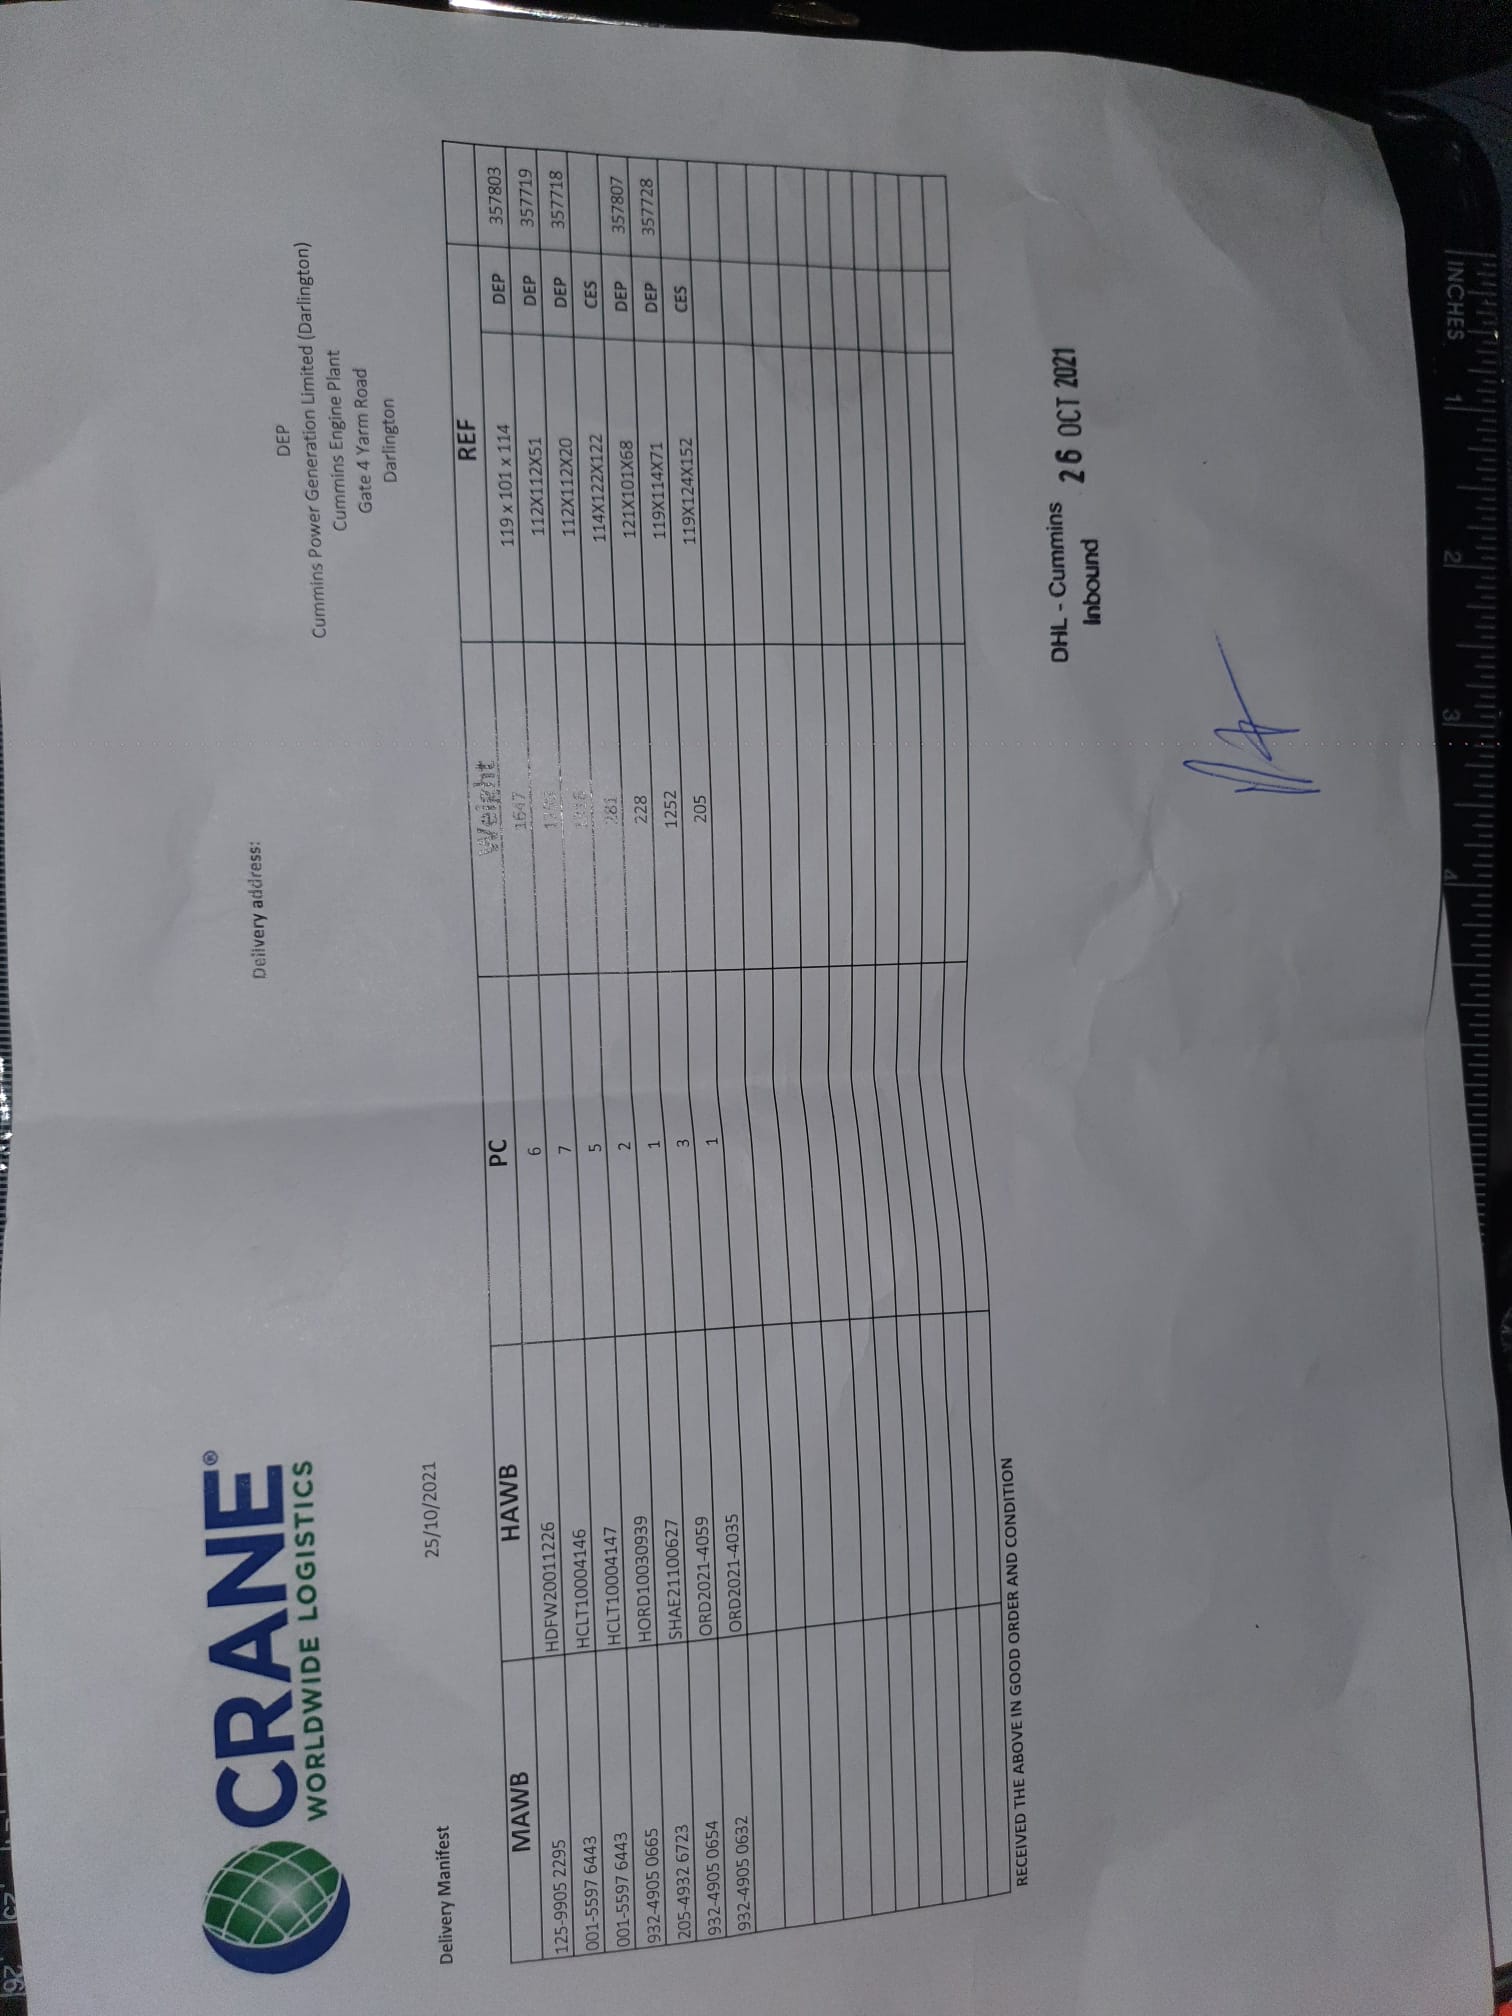 CRANE®
WORLDWIDE LOGISTICS
Delivery address:
DEP
Cummins Power Generation Limited (Darlington)
Cummins Engine Plant
Gate 4 Yarm Road
Darlington
Delivery Manifest 25/10/2021
MAWB HAWB PC Weight REF
125-9905 2295 HDFW20011226 6 1647 119 x 101 x 114 DEP 357803
001-5597 6443 HCLT10004146 7 112X112X51 DEP 357719
001-5597 6443 HCLT10004147 5 112X112X20 DEP 357718
932-4905 0665 HORD10030939 2 281 114X122X122 CES
205-4932 6723 SHAE21100627 1 228 121X101X68 DEP 357807
932-4905 0654 ORD2021-4059 3 1252 119X114X71 DEP 357728
932-4905 0632 ORD2021-4035 1 205 119X124X152 CES
RECEIVED THE ABOVE IN GOOD ORDER AND CONDITION
DHL - Cummins 26 OCT 2021
Inbound
INCHES 1 2 3 4